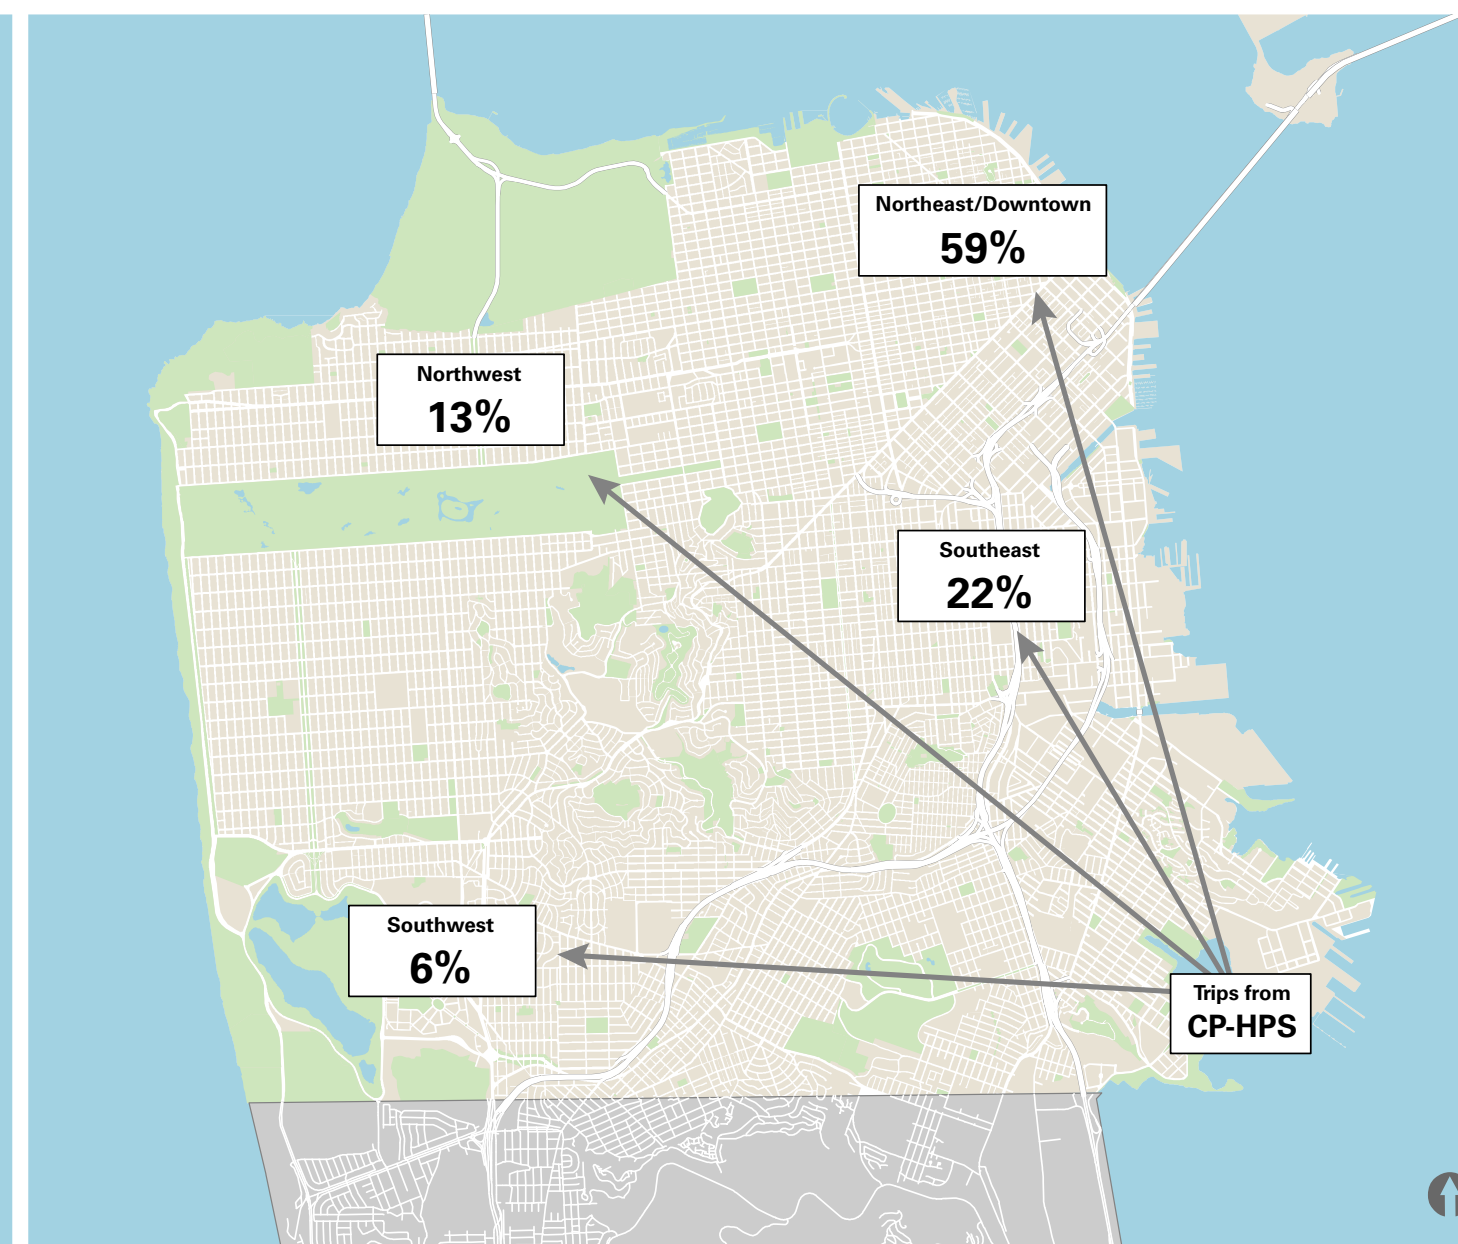 Northeast/Downtown
59%
Northwest
13%
Southeast
22%
Southwest
6%
Trips from
CP-HPS